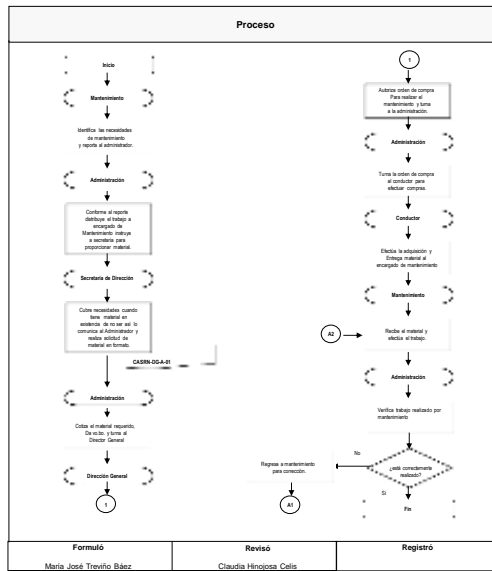 Proceso
Inicio
Mantenimiento
Identifica las necesidades
de mantenimiento
y reporta al administrador.
Administración
Conforme al reporte
distribuye el trabajo a
encargado de
Mantenimiento instruye
a secretaria para
proporcionar material.
Secretaria de Dirección
Cubre necesidades cuando
tiene material en
existencia de no ser así lo
comunica al Administrador y
realiza solicitud de
material en formato.
CASRN-DG-A-01
Administración
Cotiza el material requerido,
Da vo.bo. y turna al
Director General
Dirección General
1
1
Autoriza orden de compra
Para realizar el
mantenimiento y turna
a la administración.
Administración
Turna la orden de compra
al conductor para
efectuar compras.
Conductor
Efectúa la adquisición y
Entrega material al
encargado de mantenimiento
Mantenimiento
A2
Recibe el material y
efectúa el trabajo.
Administración
Verifica trabajo realizado por
mantenimiento
¿está correctamente
realizado?
No
Regresa a mantenimiento
para corrección.
A1
Si
Fin
Formuló
Revisó
Registró
María José Treviño Báez
Claudia Hinojosa Celis